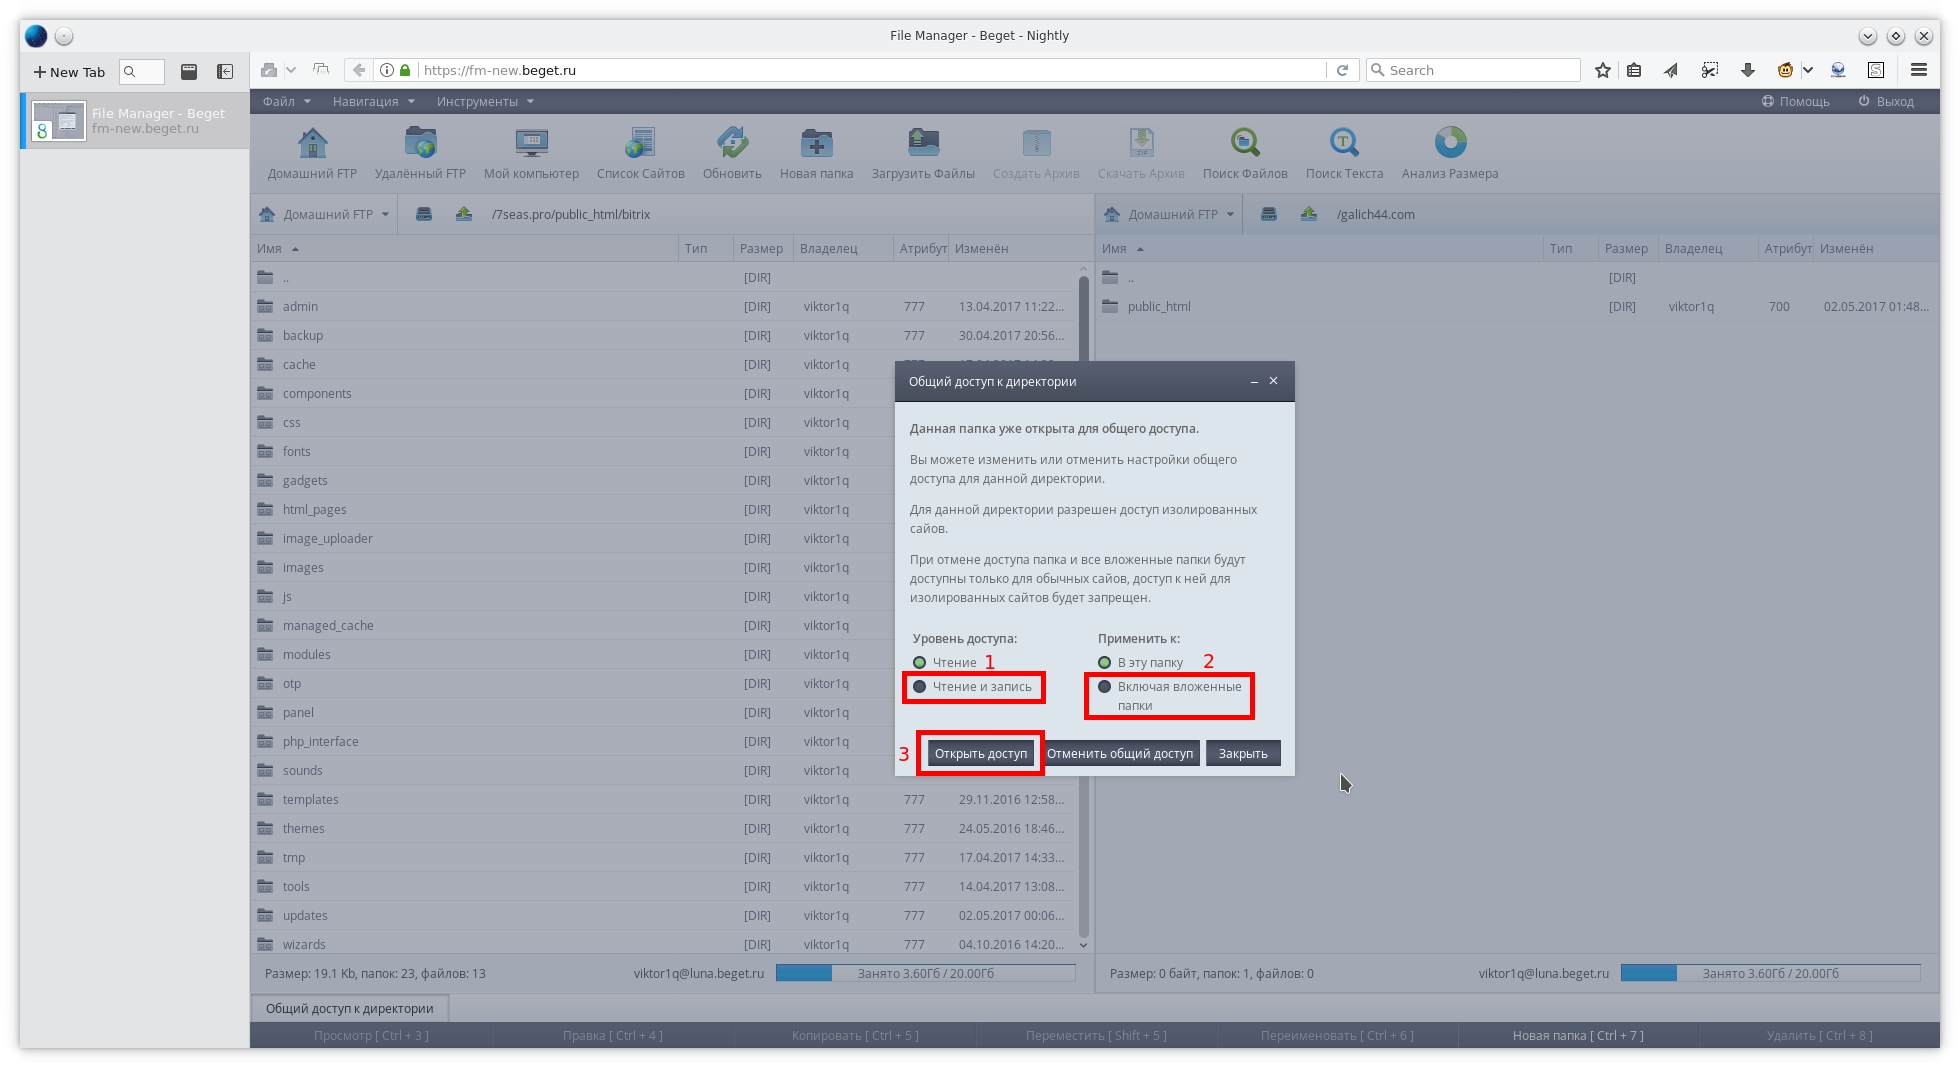 File Manager - Beget - Nightly
New Tab
https://fm-new.beget.ru
Search
File Manager - Beget
fm-new.beget.ru
8
Файл Навигация Инструменты Помощь Выход
Домашний FTP Удалённый FTP Мой компьютер Список Сайтов Обновить Новая папка Загрузить Файлы Создать Архив Скачать Архив Поиск Файлов Поиск Текста Анализ Размера
Домашний FTP /7seas.pro/public_html/bitrix
Имя Тип Размер Владелец Атрибут Изменён
.. [DIR]
admin [DIR] viktor1q 777 13.04.2017 11:22...
backup [DIR] viktor1q 777 30.04.2017 20:56...
cache [DIR] viktor1q
components [DIR] viktor1q
css [DIR] viktor1q
fonts [DIR] viktor1q
gadgets [DIR] viktor1q
html_pages [DIR] viktor1q
image_uploader [DIR] viktor1q
images [DIR] viktor1q
js [DIR] viktor1q
managed_cache [DIR] viktor1q
modules [DIR] viktor1q
otp [DIR] viktor1q
panel [DIR] viktor1q
php_interface [DIR] viktor1q
sounds [DIR] viktor1q
templates [DIR] viktor1q 777 29.11.2016 12:58...
themes [DIR] viktor1q 777 24.05.2016 18:46...
tmp [DIR] viktor1q 777 17.04.2017 14:33...
tools [DIR] viktor1q 777 14.04.2017 13:08...
updates [DIR] viktor1q 777 02.05.2017 00:06...
wizards [DIR] viktor1q 777 04.10.2016 14:20...
Размер: 19.1 Kb, папок: 23, файлов: 13 viktor1q@luna.beget.ru Занято 3.60Гб / 20.00Гб
Домашний FTP /galich44.com
Имя Тип Размер Владелец Атрибут Изменён
.. [DIR]
public_html [DIR] viktor1q 700 02.05.2017 01:48...
Размер: 0 байт, папок: 1, файлов: 0 viktor1q@luna.beget.ru Занято 3.60Гб / 20.00Гб
Общий доступ к директории
Данная папка уже открыта для общего доступа.
Вы можете изменить или отменить настройки общего
доступа для данной директории.
Для данной директории разрешен доступ изолированных
сайов.
При отмене доступа папка и все вложенные папки будут
доступны только для обычных сайов, доступ к ней для
изолированных сайтов будет запрещен.
Уровень доступа: Применить к:
Чтение 1 В эту папку 2
Чтение и запись Включая вложенные
папки
3 Открыть доступ Отменить общий доступ Закрыть
Общий доступ к директории
Просмотр [ Ctrl + 3 ] Правка [ Ctrl + 4 ] Копировать [ Ctrl + 5 ] Переместить [ Shift + 5 ] Переименовать [ Ctrl + 6 ] Новая папка [ Ctrl + 7 ] Удалить [ Ctrl + 8 ]